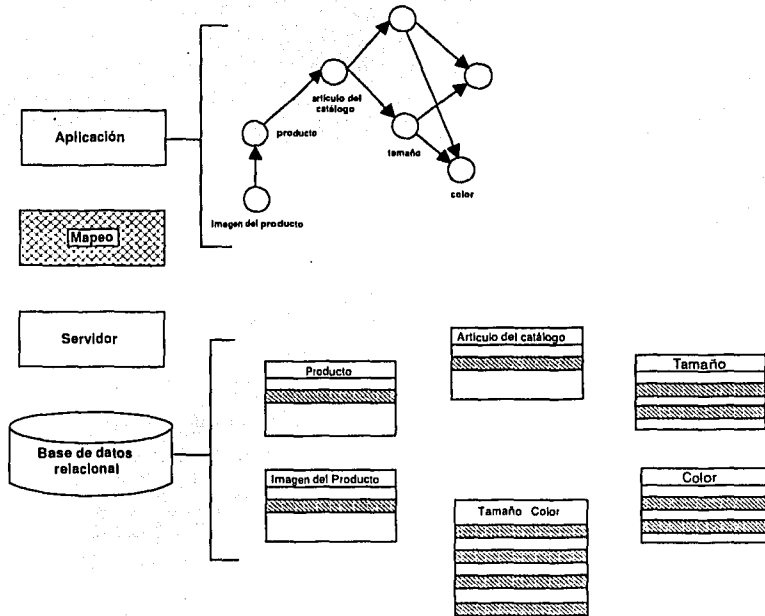 artículo del
catálogo
Aplicación
producto
tamaño
color
Imagen del producto
Mapeo
Servidor
Artículo del catálogo
Producto
Tamaño
Base de datos
relacional
Imagen del Producto
Color
Tamaño Color